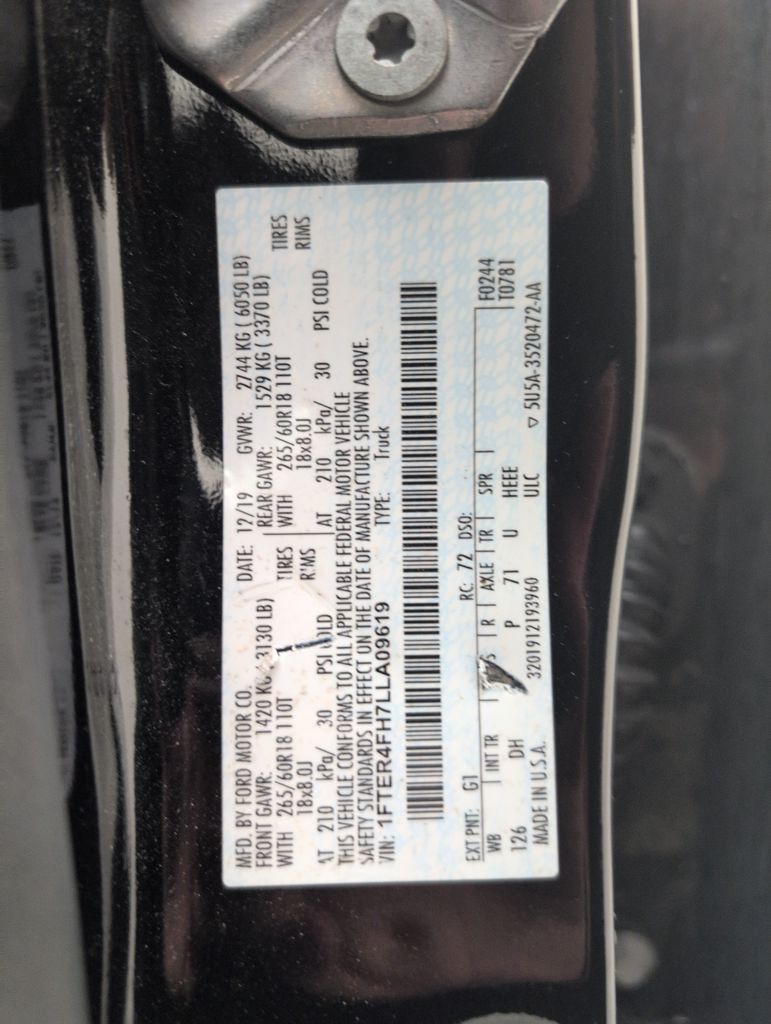 MFD. BY FORD MOTOR CO. DATE: 12/19 GVWR: 2744 KG ( 6050 LB)
FRONT GAWR: 1420 KG 3130 LB) REAR GAWR: 1529 KG ( 3370 LB)
WITH 265/60R18 110T TIRES WITH 265/60R18 110T TIRES
18x8.0J RIMS 18x8.0J RIMS
AT 210 kPa/ 30 PSI COLD AT 210 kPa/ 30 PSI COLD
THIS VEHICLE CONFORMS TO ALL APPLICABLE FEDERAL MOTOR VEHICLE
SAFETY STANDARDS IN EFFECT ON THE DATE OF MANUFACTURE SHOWN ABOVE.
VIN: 1FTER4FH7LLA09619 TYPE: Truck
EXT PNT: G1 RC: 72 DSO: F0244
WB INT TR S R AXLE TR SPR T0781
126 DH P 71 U HEEE
MADE IN U.S.A. 3201912193960 ULC ▽ 5U5A-3520472-AA